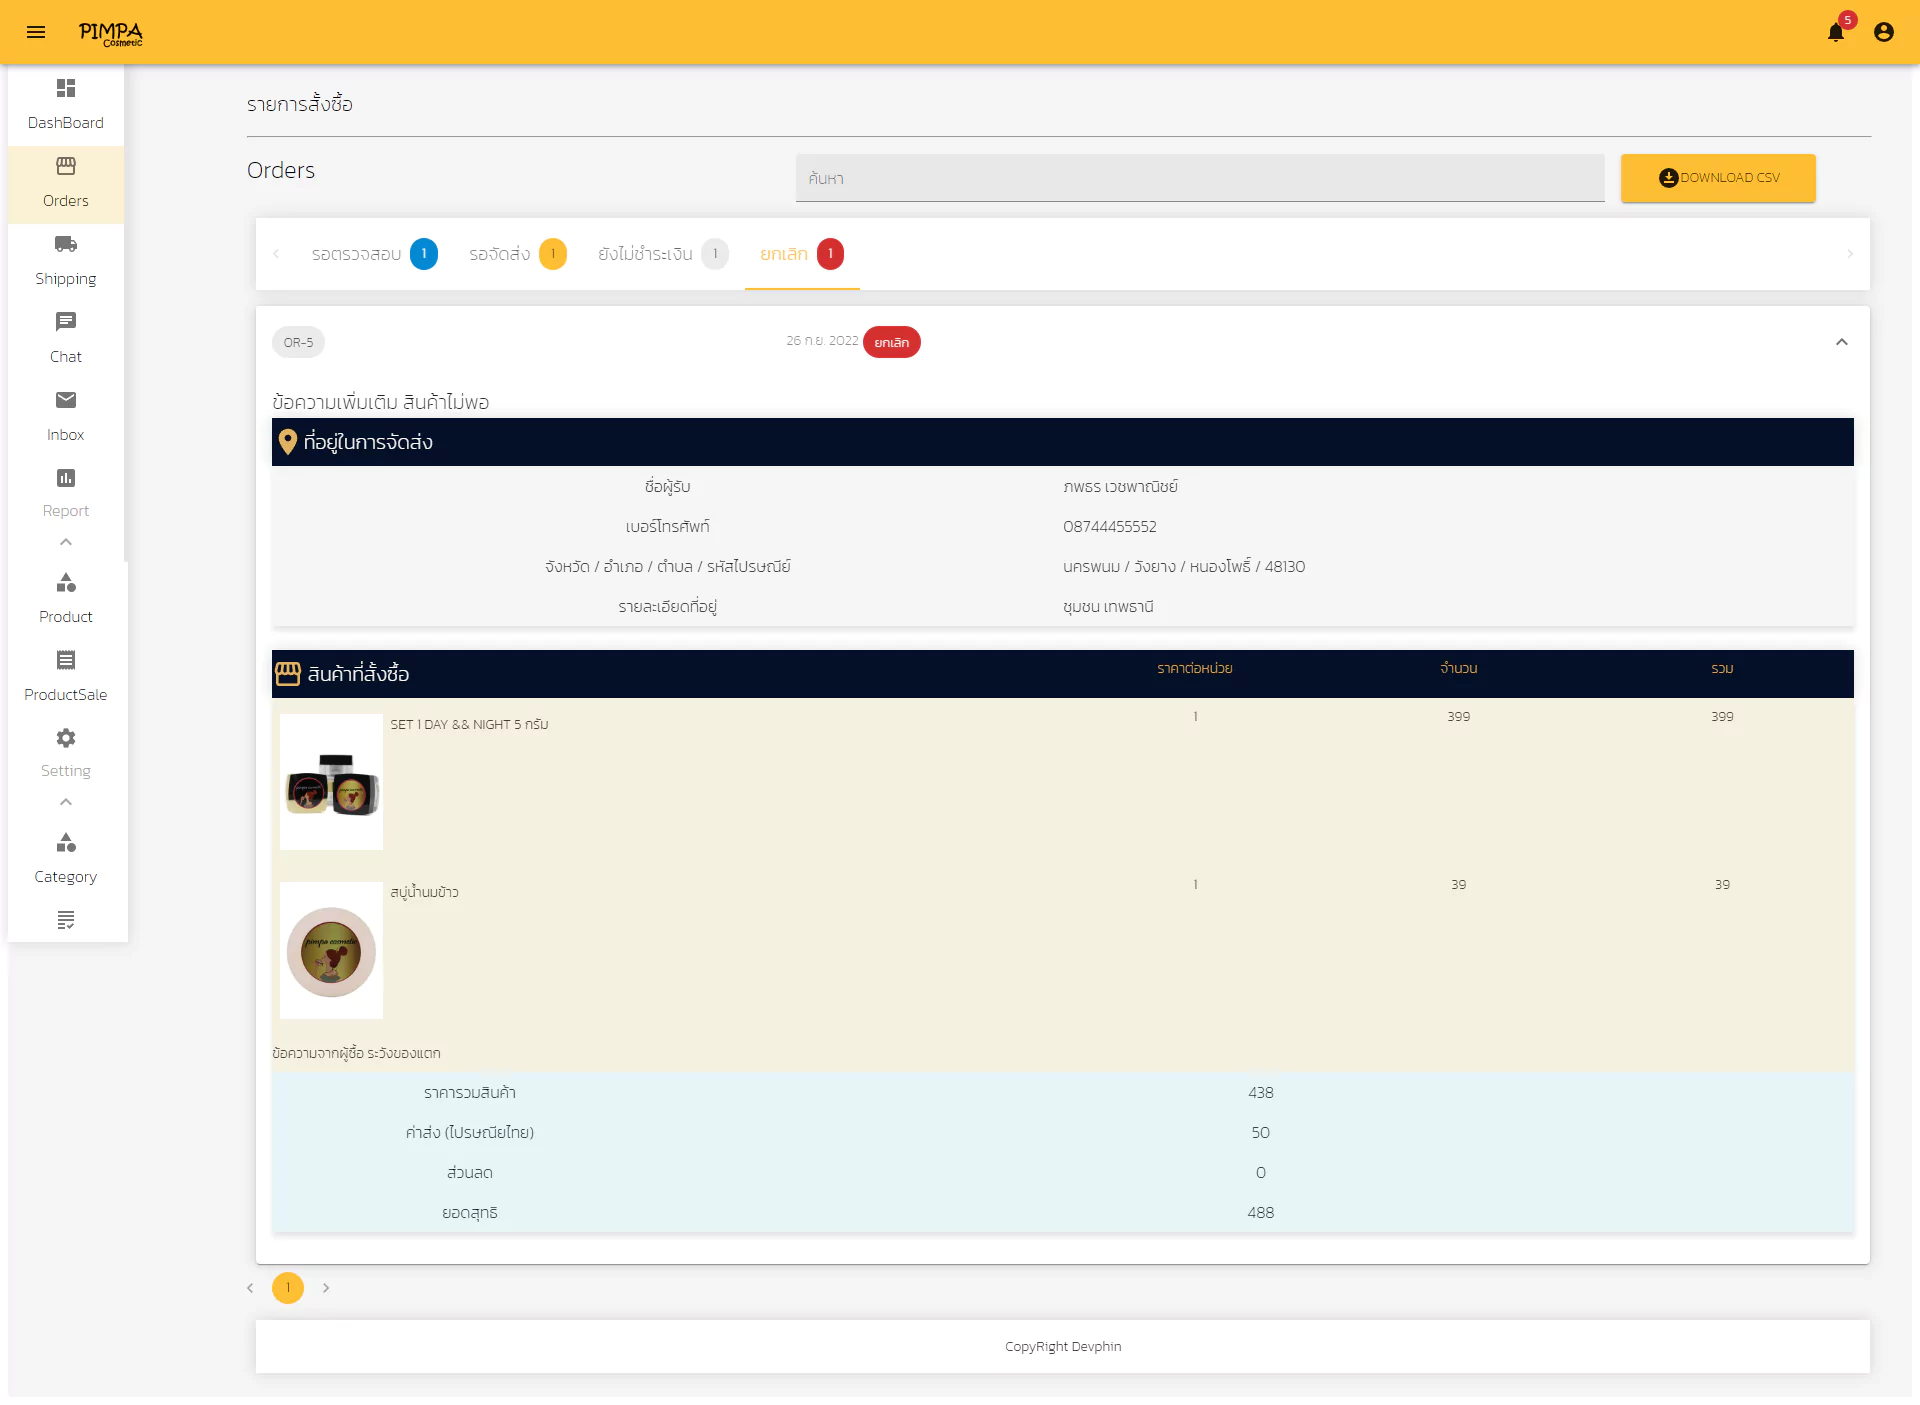 PIMPA
Cosmetic
5
DashBoard
Orders
Shipping
Chat
Inbox
Report
Product
ProductSale
Setting
Category
รายการสั่งซื้อ
Orders
ค้นหา
DOWNLOAD CSV
รอตรวจสอบ 1
รอจัดส่ง 1
ยังไม่ชำระเงิน 1
ยกเลิก 1
OR-5
26 ก.ย. 2022 ยกเลิก
ข้อความเพิ่มเติม สินค้าไม่พอ
ที่อยู่ในการจัดส่ง
ชื่อผู้รับ ภพธร เวชพาณิชย์
เบอร์โทรศัพท์ 08744455552
จังหวัด / อำเภอ / ตำบล / รหัสไปรษณีย์ นครพนม / วังยาง / หนองโพธิ์ / 48130
รายละเอียดที่อยู่ ชุมชน เทพธานี
สินค้าที่สั่งซื้อ ราคาต่อหน่วย จำนวน รวม
SET 1 DAY && NIGHT 5 กรัม 1 399 399
สบู่น้ำนมข้าว 1 39 39
pimpa cosmetic
ข้อความจากผู้ซื้อ ระวังของแตก
ราคารวมสินค้า 438
ค่าส่ง (ไปรษณียไทย) 50
ส่วนลด 0
ยอดสุทธิ 488
1
CopyRight Devphin